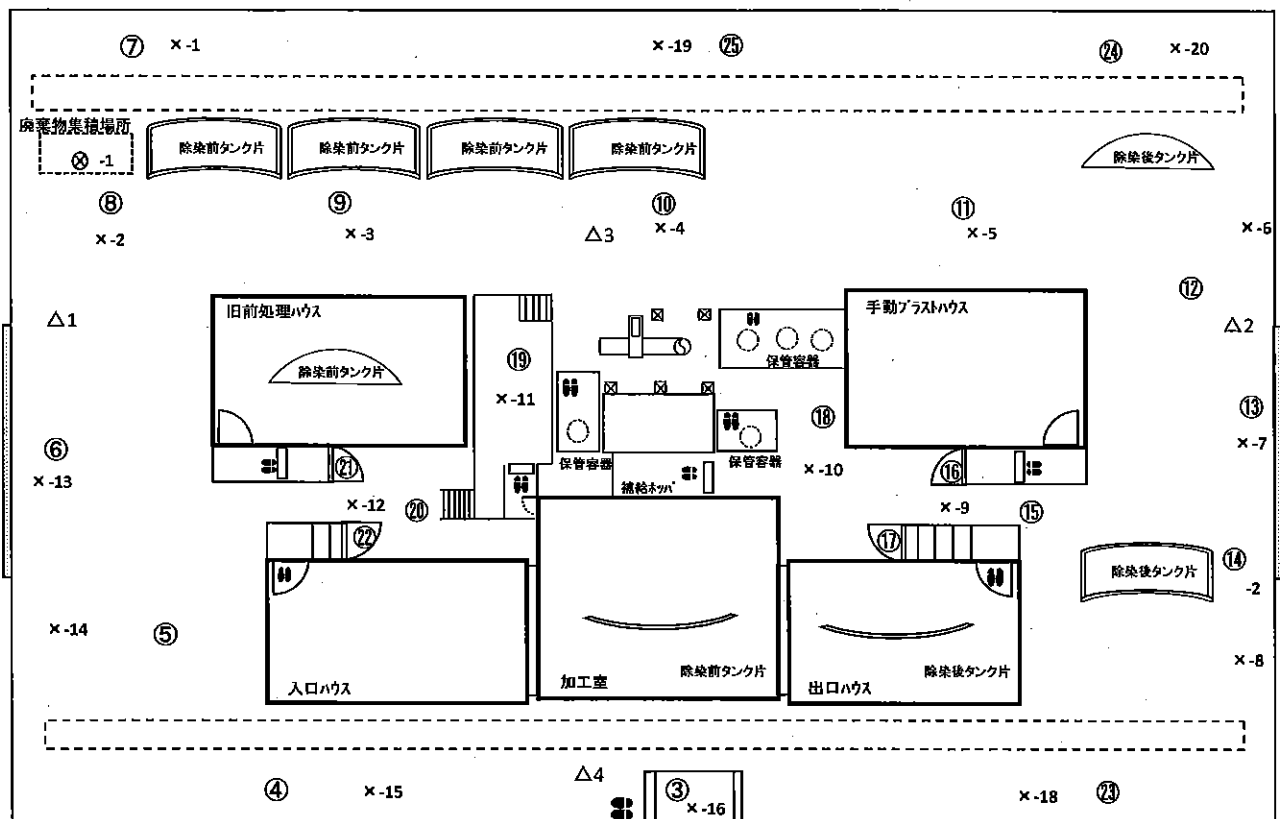 ⑦ ×-1 ×-19 ㉕ ㉔ ×-20
廃棄物集積場所
⊗ -1
除染前タンク片 除染前タンク片 除染前タンク片 除染前タンク片 除染後タンク片
⑧ ⑨ ⑩ ⑪
×-2 ×-3 △3 ×-4 ×-5 ×-6
⑫
△1 旧前処理ハウス 手動ブラストハウス △2
⑲ 保管容器
除染前タンク片
×-11 ⑱ ⑬
⑥ ×-7
㉑ 保管容器 保管容器 ×-10 ⑯
×-13 補給ホッパ
×-12 ⑳ ×-9 ⑮
㉒ ⑰ ⑭
除染後タンク片
-2
×-14 ⑤
×-8
除染前タンク片 除染後タンク片
入口ハウス 加工室 出口ハウス
△4
④ ×-15 ③ ×-18 ㉓
×-16